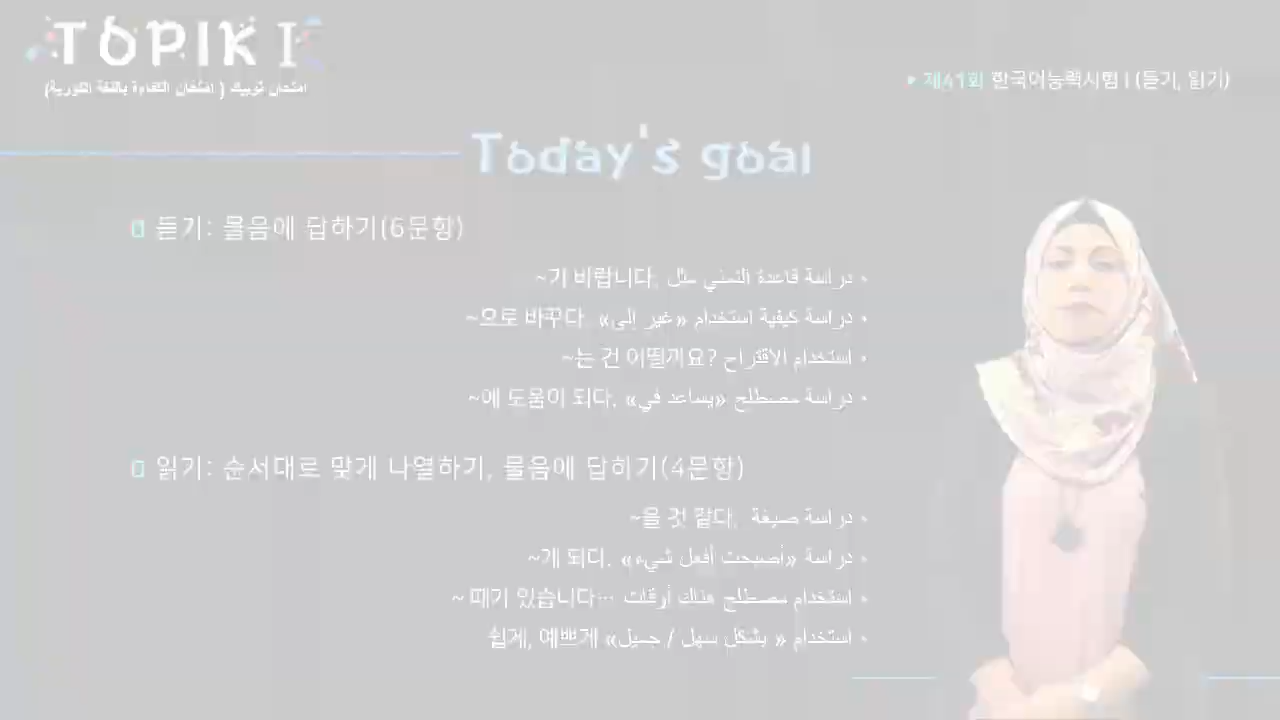 TOPIK I
امتحان توبيك ( امتحان الكفاءة باللغة الكورية)
▸ 제41회 한국어능력시험 I (듣기, 읽기)
Today's goal
듣기: 물음에 답하기(6문항)
• دراسة قاعدة التمني مثل ~기 바랍니다.
• دراسة كيفية استخدام «غير إلى» ~으로 바꾸다.
• استخدام الاقتراح ~는 건 어떨까요?
• دراسة مصطلح «يساعد في» ~에 도움이 되다.
읽기: 순서대로 맞게 나열하기, 물음에 답하기(4문항)
• دراسة صيغة ~을 것 같다.
• دراسة «أصبحت أفعل شيء» ~게 되다.
• استخدام مصطلح هناك أوقات ~ 때가 있습니다…
• استخدام « بشكل سهل / جميل» 쉽게, 예쁘게